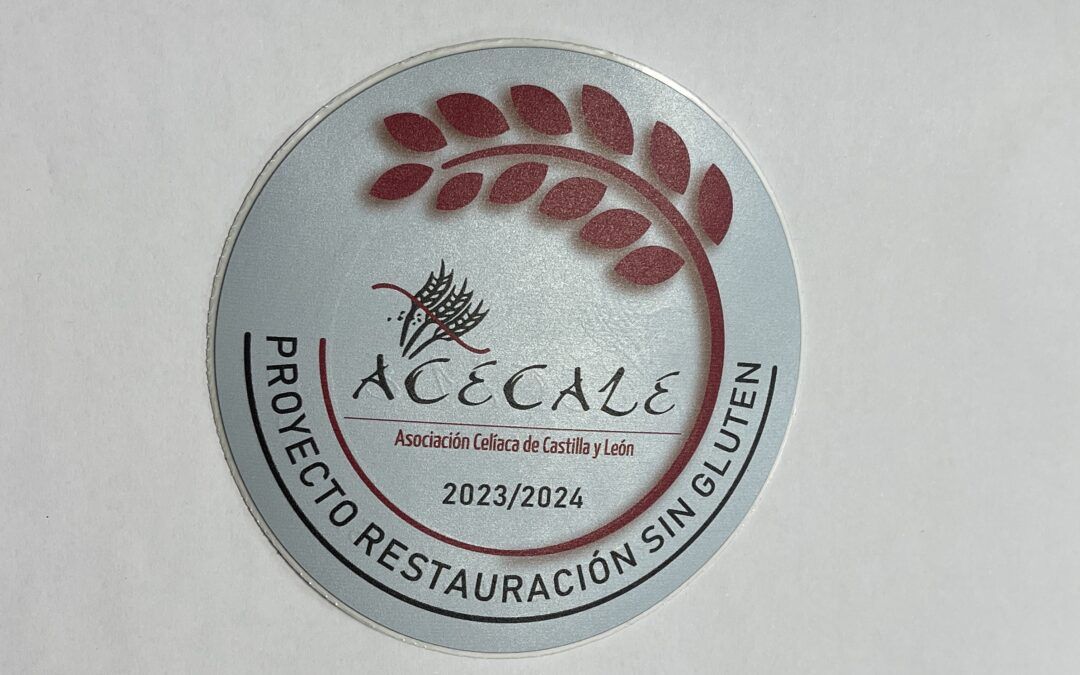 ACECALE
Asociación Celíaca de Castilla y León
2023/2024
PROYECTO RESTAURACIÓN SIN GLUTEN